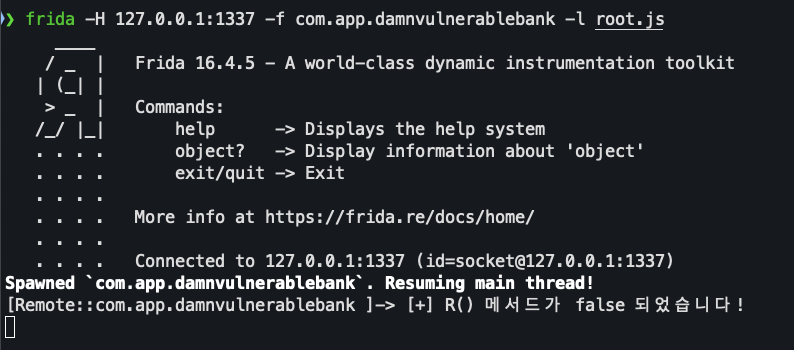 ❯ frida -H 127.0.0.1:1337 -f com.app.damnvulnerablebank -l root.js
     ____
    / _  |   Frida 16.4.5 - A world-class dynamic instrumentation toolkit
   | (_| |
    > _  |   Commands:
   /_/ |_|       help      -> Displays the help system
   . . . .       object?   -> Display information about 'object'
   . . . .       exit/quit -> Exit
   . . . .
   . . . .   More info at https://frida.re/docs/home/
   . . . .
   . . . .   Connected to 127.0.0.1:1337 (id=socket@127.0.0.1:1337)
Spawned `com.app.damnvulnerablebank`. Resuming main thread!
[Remote::com.app.damnvulnerablebank ]-> [+] R() 메서드가 false 되었습니다!